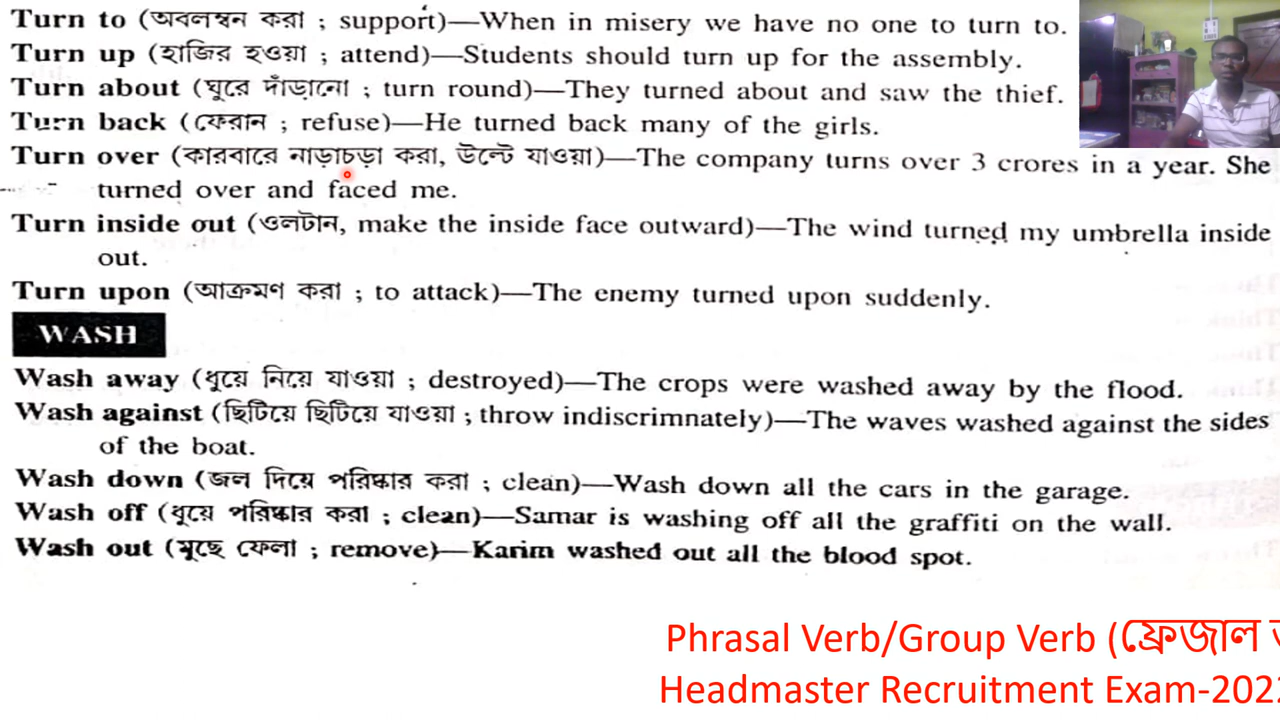 Turn to (অবলম্বন করা ; support)—When in misery we have no one to turn to.
Turn up (হাজির হওয়া ; attend)—Students should turn up for the assembly.
Turn about (ঘুরে দাঁড়ানো ; turn round)—They turned about and saw the thief.
Turn back (ফেরান ; refuse)—He turned back many of the girls.
Turn over (কারবারে নাড়াচড়া করা, উল্টে যাওয়া)—The company turns over 3 crores in a year. She
turned over and faced me.
Turn inside out (ওলটান, make the inside face outward)—The wind turned my umbrella inside
out.
Turn upon (আক্রমণ করা ; to attack)—The enemy turned upon suddenly.
WASH
Wash away (ধুয়ে নিয়ে যাওয়া ; destroyed)—The crops were washed away by the flood.
Wash against (ছিটিয়ে ছিটিয়ে যাওয়া ; throw indiscrimnately)—The waves washed against the sides
of the boat.
Wash down (জল দিয়ে পরিষ্কার করা ; clean)—Wash down all the cars in the garage.
Wash off (ধুয়ে পরিষ্কার করা ; clean)—Samar is washing off all the graffiti on the wall.
Wash out (মুছে ফেলা ; remove)—Karim washed out all the blood spot.
Phrasal Verb/Group Verb (ফ্রেজাল
Headmaster Recruitment Exam-202